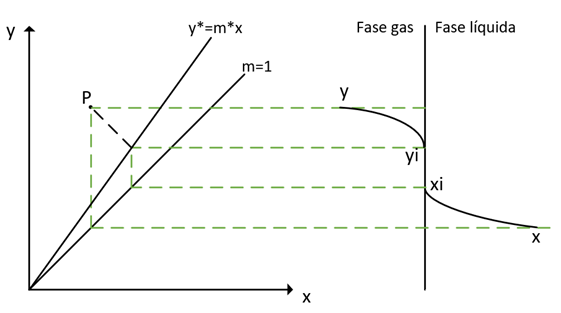 y
y*=m*x
m=1
P
x
Fase gas
Fase líquida
y
yi
xi
x